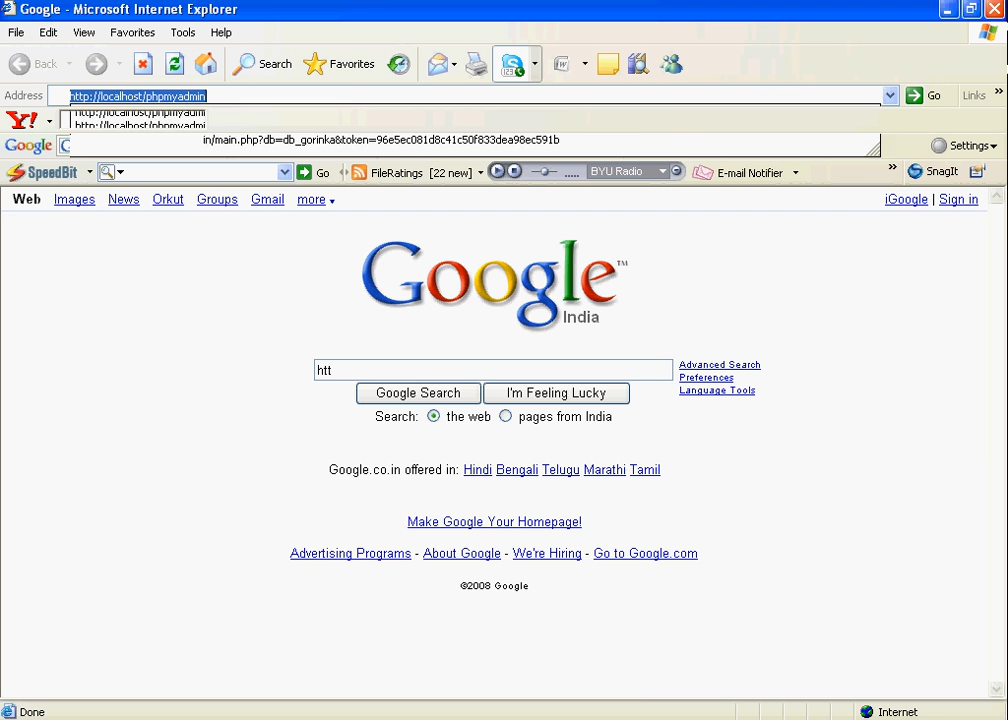 Google - Microsoft Internet Explorer
File Edit View Favorites Tools Help
Back Search Favorites
Address http://localhost/phpmyadmin Go Links »
http://localhost/phpmyadmi
Y! http://localhost/phpmyadmi
Google in/main.php?db=db_gorinka&token=96e5ec081d8c41c50f833dea98ec591b Settings
SpeedBit Go FileRatings [22 new] BYU Radio E-mail Notifier » SnagIt
Web Images News Orkut Groups Gmail more iGoogle | Sign in
Google™
India
htt Advanced Search
Preferences
Language Tools
Google Search I'm Feeling Lucky
Search: the web pages from India
Google.co.in offered in: Hindi Bengali Telugu Marathi Tamil
Make Google Your Homepage!
Advertising Programs - About Google - We're Hiring - Go to Google.com
©2008 Google
Done Internet